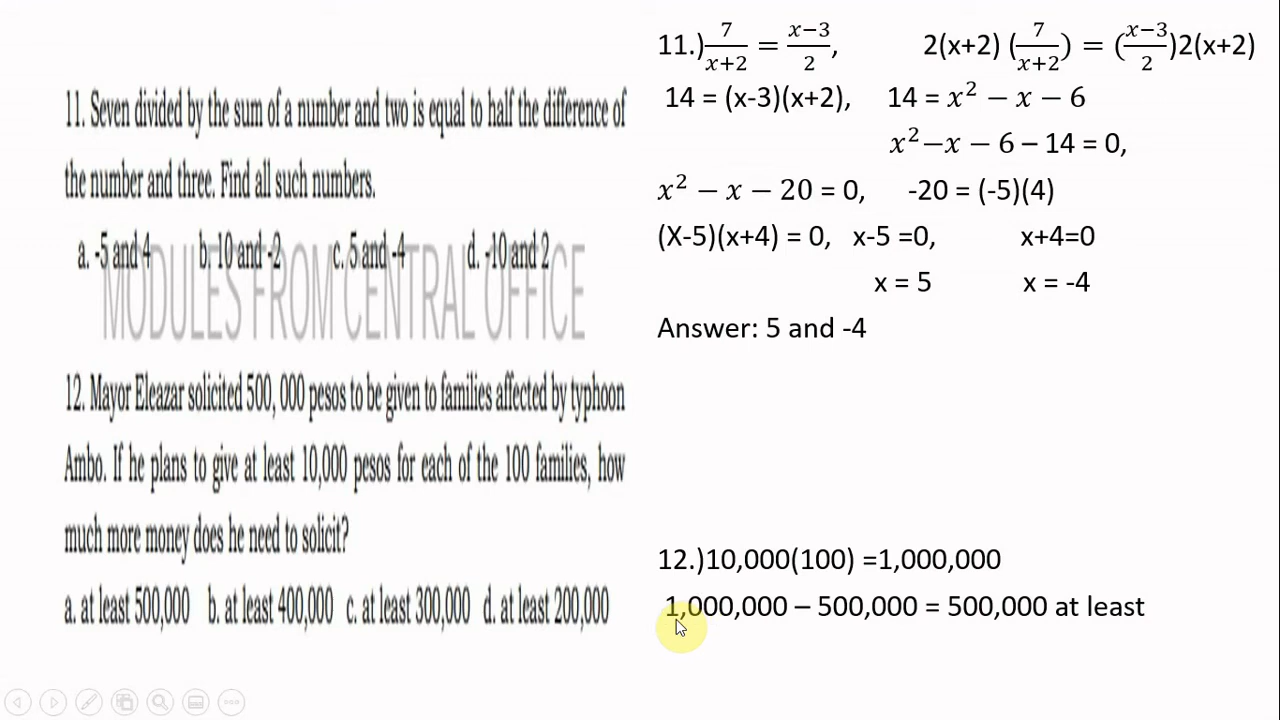 11. Seven divided by the sum of a number and two is equal to half the difference of
the number and three. Find all such numbers.
a. -5 and 4 b. 10 and -2 c. 5 and -4 d. -10 and 2
MODULES FROM CENTRAL OFFICE
12. Mayor Eleazar solicited 500, 000 pesos to be given to families affected by typhoon
Ambo. If he plans to give at least 10,000 pesos for each of the 100 families, how
much more money does he need to solicit?
a. at least 500,000 b. at least 400,000 c. at least 300,000 d. at least 200,000
11.) 7/(x+2) = (x−3)/2, 2(x+2) (7/(x+2)) = ((x−3)/2)2(x+2)
14 = (x-3)(x+2), 14 = x² − x − 6
x²−x − 6 – 14 = 0,
x² − x − 20 = 0, -20 = (-5)(4)
(X-5)(x+4) = 0, x-5 =0, x+4=0
x = 5 x = -4
Answer: 5 and -4
12.)10,000(100) =1,000,000
1,000,000 – 500,000 = 500,000 at least